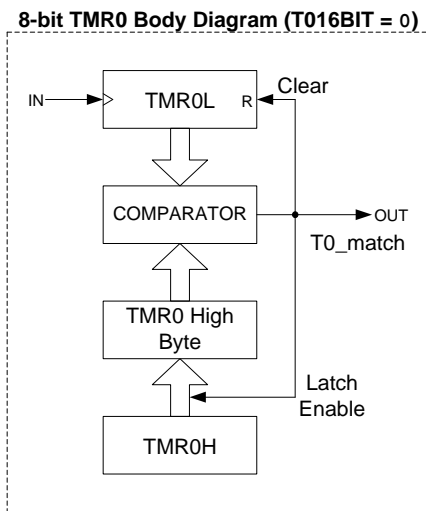 8-bit TMR0 Body Diagram (T016BIT = 0)
IN
TMR0L
R
Clear
COMPARATOR
OUT
T0_match
TMR0 High
Byte
Latch
Enable
TMR0H